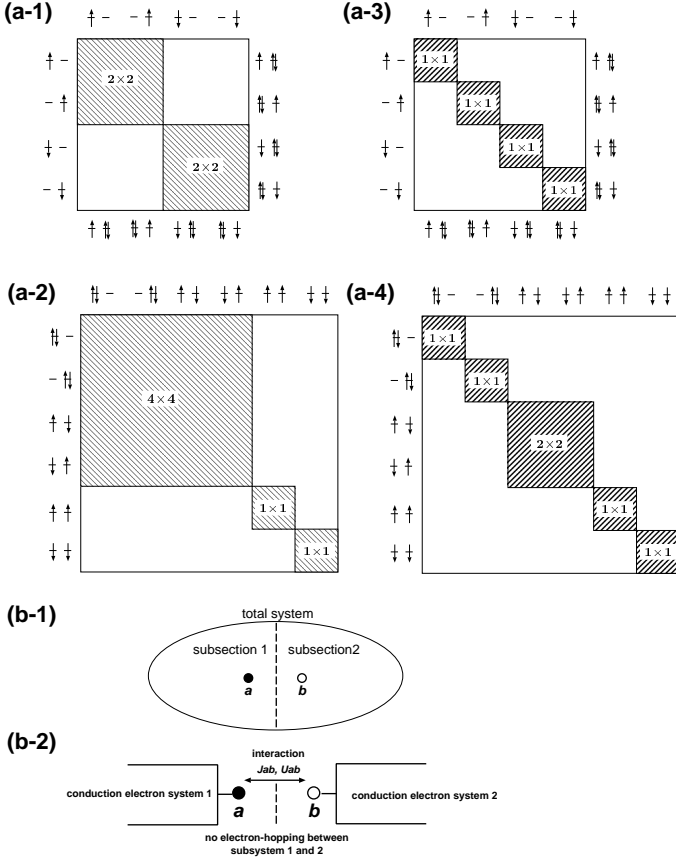 (a-1)
2×2
2×2
(a-3)
1×1
1×1
1×1
1×1
(a-2)
4×4
1×1
1×1
(a-4)
1×1
1×1
2×2
1×1
1×1
(b-1)
total system
subsection 1
subsection2
a
b
(b-2)
interaction
Jab, Uab
conduction electron system 1
a
b
conduction electron system 2
no electron-hopping between
subsystem 1 and 2